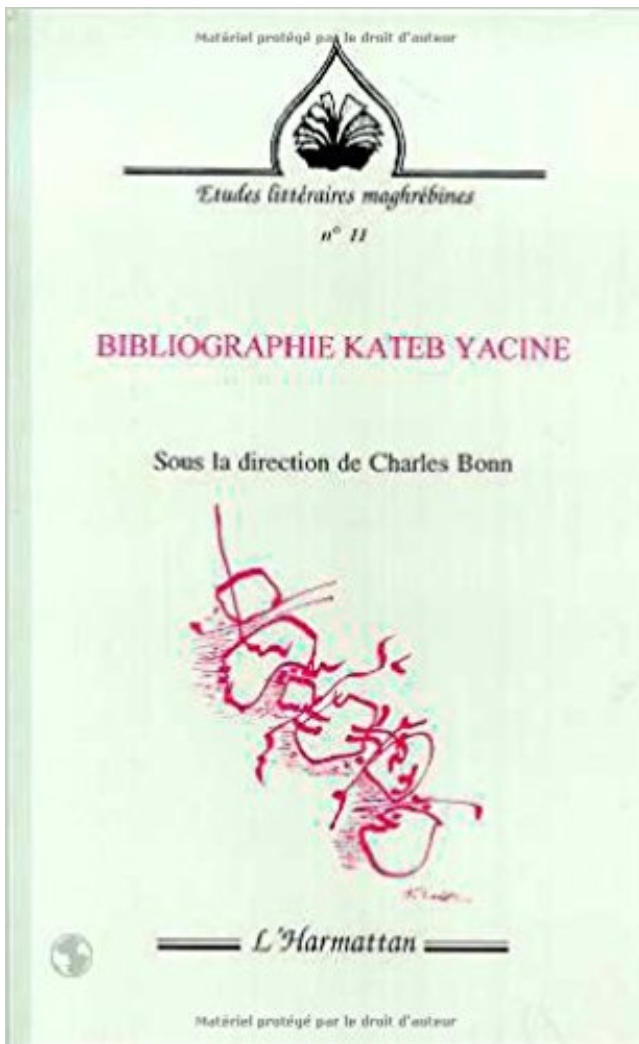 Matériel protégé par le droit d'auteur
Etudes littéraires maghrébines
n° 11
BIBLIOGRAPHIE KATEB YACINE
Sous la direction de Charles Bonn
L'Harmattan
Matériel protégé par le droit d'auteur